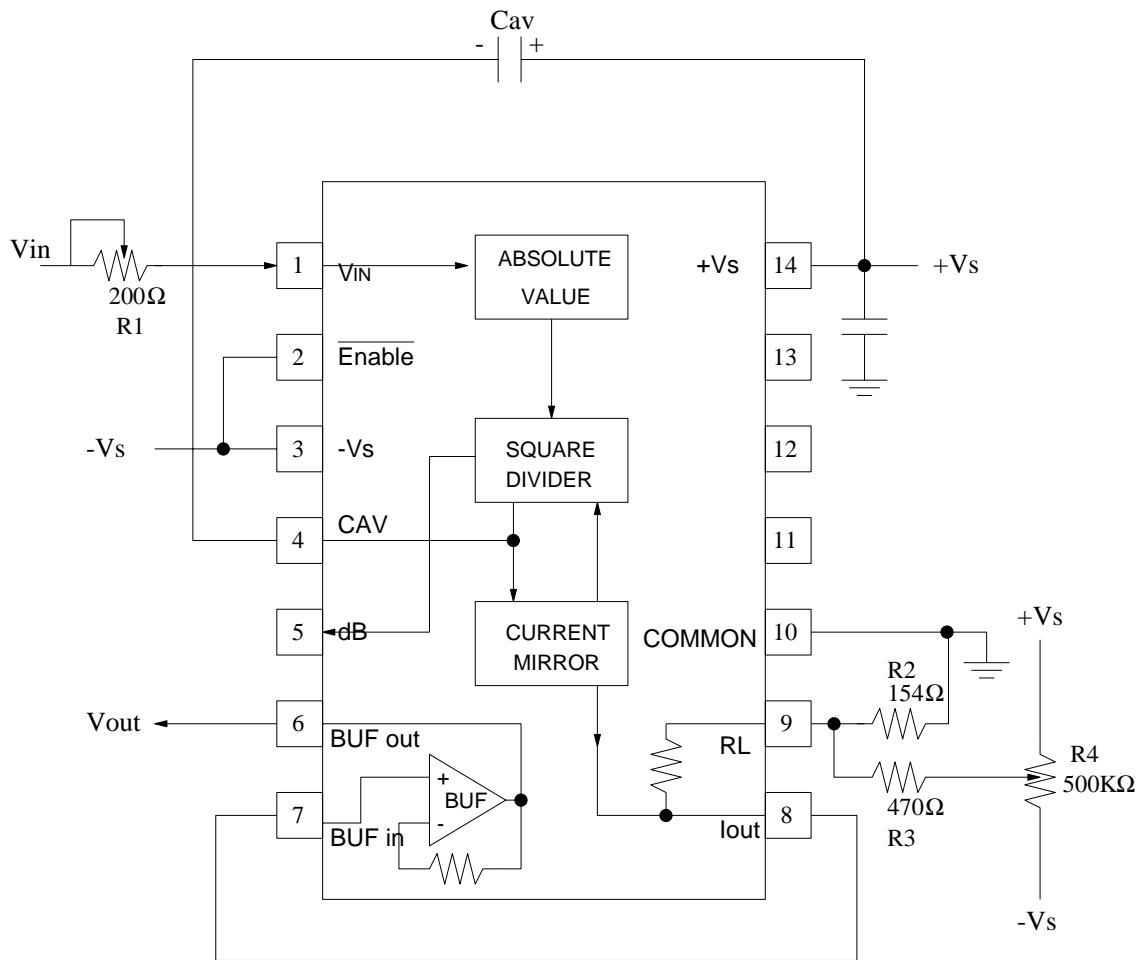 Cav
- +
Vin
200Ω
R1
1
VIN
ABSOLUTE
VALUE
+Vs
14
+Vs
2
Enable
13
-Vs
3
-Vs
SQUARE
DIVIDER
12
4
CAV
11
5
dB
CURRENT
MIRROR
COMMON
10
+Vs
R2
154Ω
Vout
6
BUF out
RL
9
R4
500KΩ
470Ω
R3
+
BUF
-
7
BUF in
Iout
8
-Vs